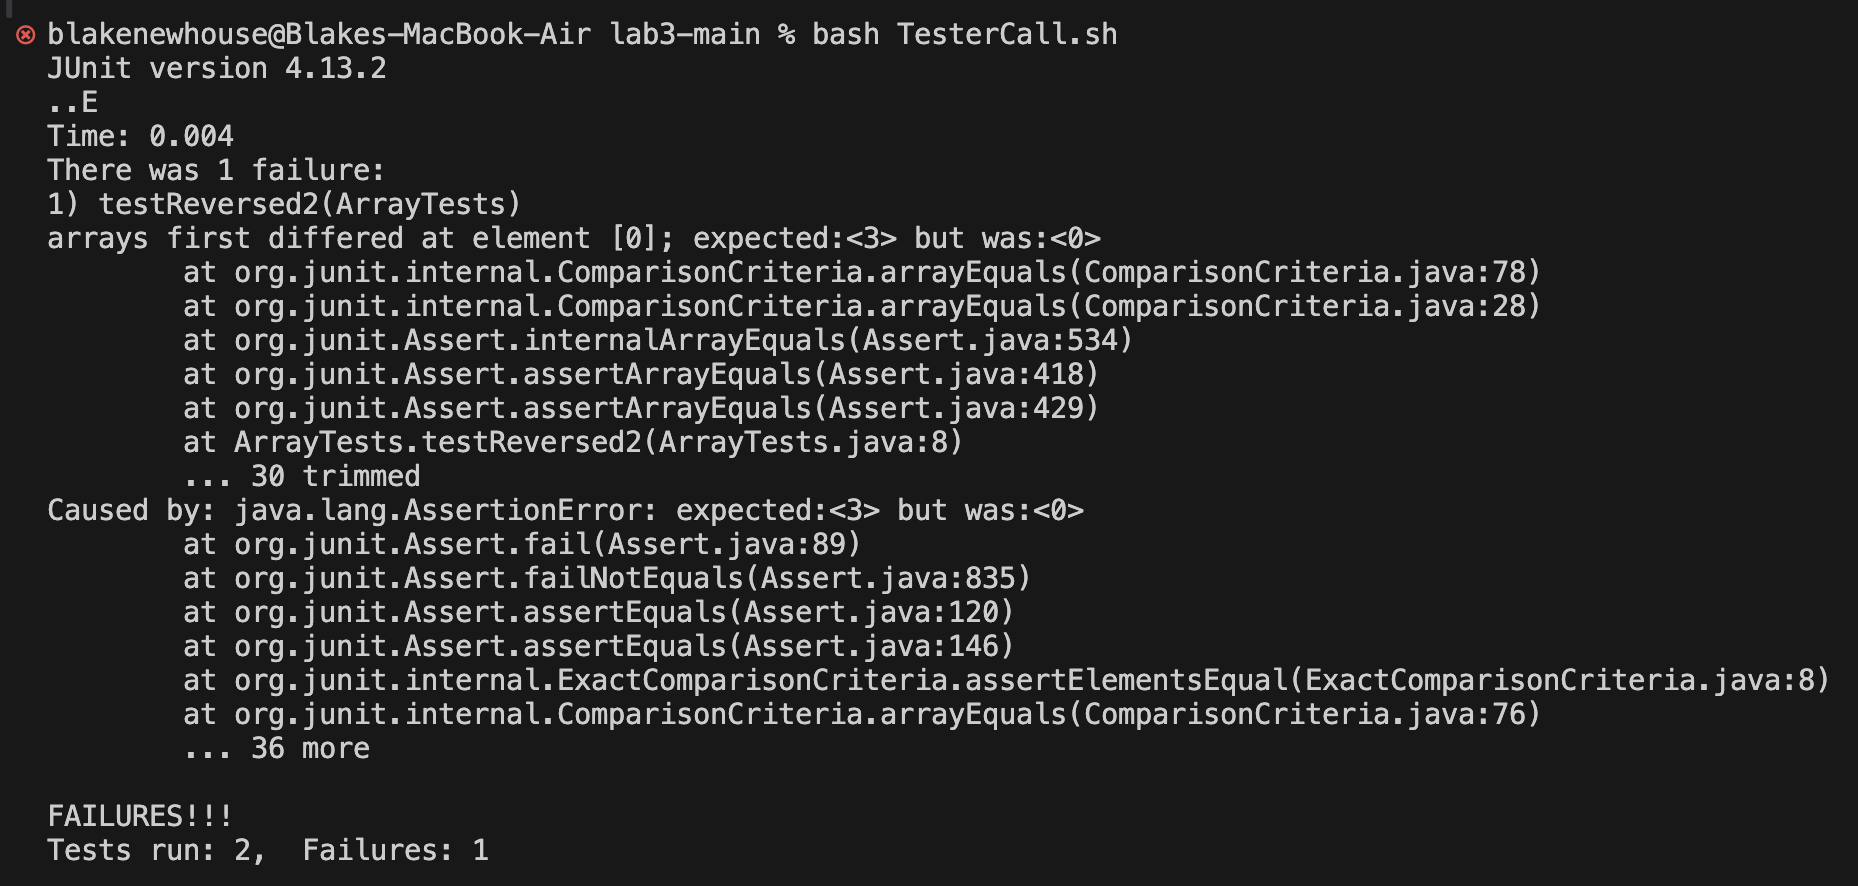 blakenewhouse@Blakes-MacBook-Air lab3-main % bash TesterCall.sh
JUnit version 4.13.2
..E
Time: 0.004
There was 1 failure:
1) testReversed2(ArrayTests)
arrays first differed at element [0]; expected:<3> but was:<0>
        at org.junit.internal.ComparisonCriteria.arrayEquals(ComparisonCriteria.java:78)
        at org.junit.internal.ComparisonCriteria.arrayEquals(ComparisonCriteria.java:28)
        at org.junit.Assert.internalArrayEquals(Assert.java:534)
        at org.junit.Assert.assertArrayEquals(Assert.java:418)
        at org.junit.Assert.assertArrayEquals(Assert.java:429)
        at ArrayTests.testReversed2(ArrayTests.java:8)
        ... 30 trimmed
Caused by: java.lang.AssertionError: expected:<3> but was:<0>
        at org.junit.Assert.fail(Assert.java:89)
        at org.junit.Assert.failNotEquals(Assert.java:835)
        at org.junit.Assert.assertEquals(Assert.java:120)
        at org.junit.Assert.assertEquals(Assert.java:146)
        at org.junit.internal.ExactComparisonCriteria.assertElementsEqual(ExactComparisonCriteria.java:8)
        at org.junit.internal.ComparisonCriteria.arrayEquals(ComparisonCriteria.java:76)
        ... 36 more

FAILURES!!!
Tests run: 2,  Failures: 1